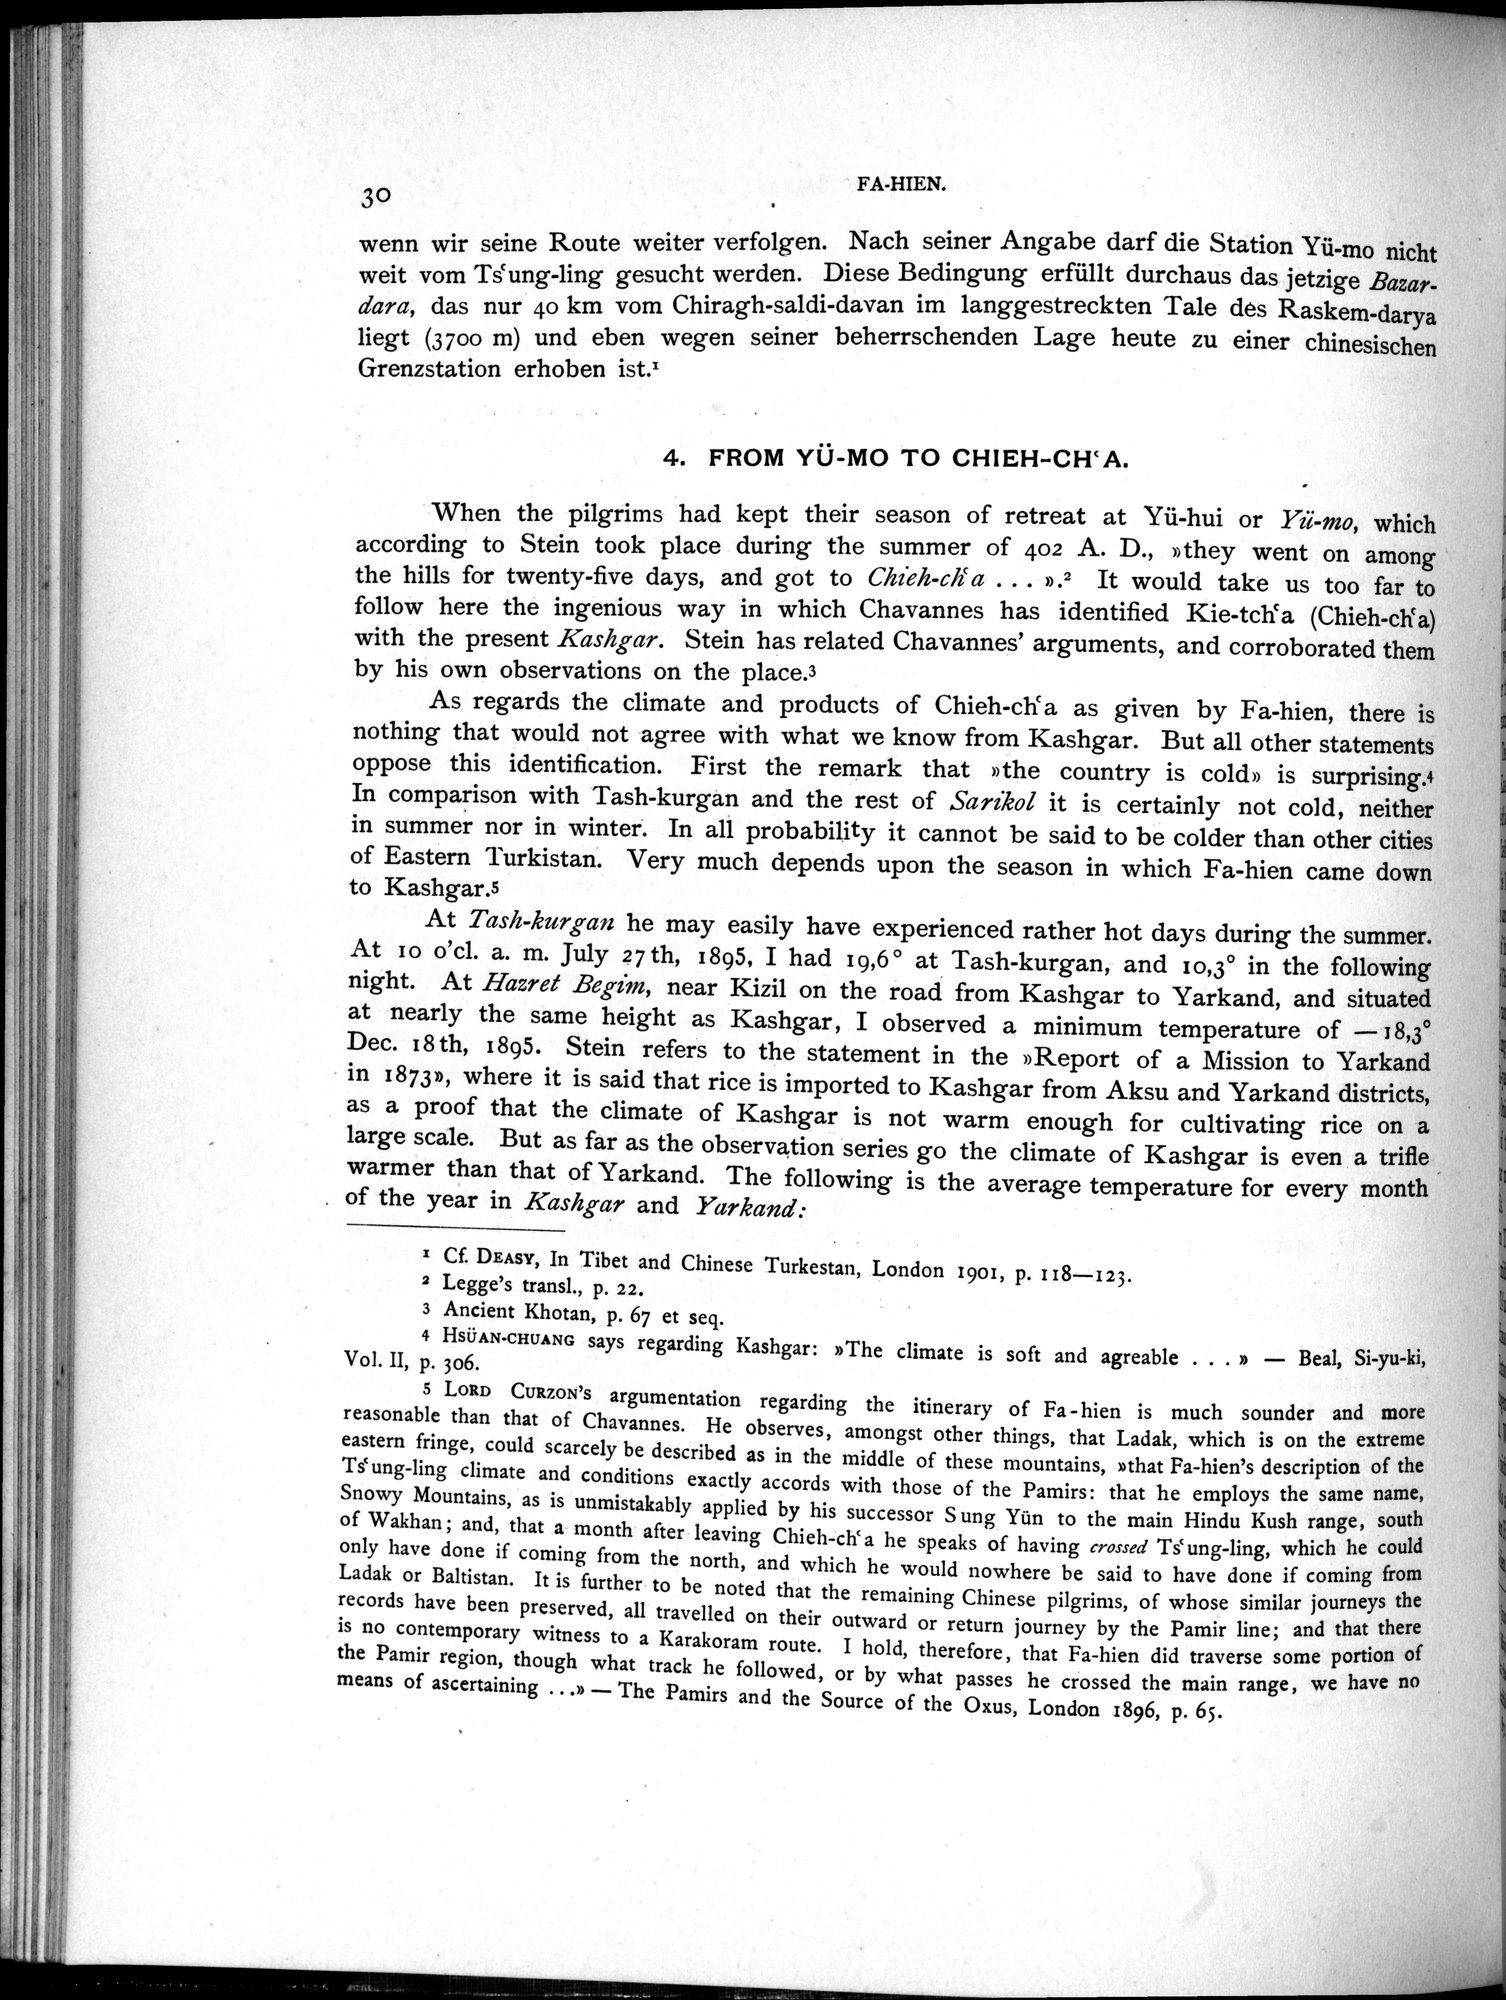 30
FA-HIEN.
wenn wir seine Route weiter verfolgen. Nach seiner Angabe darf die Station Yü-mo nicht
weit vom Tsʿung-ling gesucht werden. Diese Bedingung erfüllt durchaus das jetzige Bazar-
dara, das nur 40 km vom Chiragh-saldi-davan im langgestreckten Tale des Raskem-darya
liegt (3700 m) und eben wegen seiner beherrschenden Lage heute zu einer chinesischen
Grenzstation erhoben ist.¹
4. FROM YÜ-MO TO CHIEH-CHʿA.
When the pilgrims had kept their season of retreat at Yü-hui or Yü-mo, which
according to Stein took place during the summer of 402 A. D., »they went on among
the hills for twenty-five days, and got to Chieh-chʿa . . . ».² It would take us too far to
follow here the ingenious way in which Chavannes has identified Kie-tchʿa (Chieh-chʿa)
with the present Kashgar. Stein has related Chavannes’ arguments, and corroborated them
by his own observations on the place.³
As regards the climate and products of Chieh-chʿa as given by Fa-hien, there is
nothing that would not agree with what we know from Kashgar. But all other statements
oppose this identification. First the remark that »the country is cold» is surprising.⁴
In comparison with Tash-kurgan and the rest of Sarikol it is certainly not cold, neither
in summer nor in winter. In all probability it cannot be said to be colder than other cities
of Eastern Turkistan. Very much depends upon the season in which Fa-hien came down
to Kashgar.⁵
At Tash-kurgan he may easily have experienced rather hot days during the summer.
At 10 o’cl. a. m. July 27th, 1895, I had 19,6° at Tash-kurgan, and 10,3° in the following
night. At Hazret Begim, near Kizil on the road from Kashgar to Yarkand, and situated
at nearly the same height as Kashgar, I observed a minimum temperature of —18,3°
Dec. 18th, 1895. Stein refers to the statement in the »Report of a Mission to Yarkand
in 1873», where it is said that rice is imported to Kashgar from Aksu and Yarkand districts,
as a proof that the climate of Kashgar is not warm enough for cultivating rice on a
large scale. But as far as the observation series go the climate of Kashgar is even a trifle
warmer than that of Yarkand. The following is the average temperature for every month
of the year in Kashgar and Yarkand:
¹ Cf. DEASY, In Tibet and Chinese Turkestan, London 1901, p. 118—123.
² Legge’s transl., p. 22.
³ Ancient Khotan, p. 67 et seq.
⁴ HSÜAN-CHUANG says regarding Kashgar: »The climate is soft and agreable . . . » — Beal, Si-yu-ki,
Vol. II, p. 306.
⁵ LORD CURZON’S argumentation regarding the itinerary of Fa-hien is much sounder and more
reasonable than that of Chavannes. He observes, amongst other things, that Ladak, which is on the extreme
eastern fringe, could scarcely be described as in the middle of these mountains, »that Fa-hien’s description of the
Tsʿung-ling climate and conditions exactly accords with those of the Pamirs: that he employs the same name,
Snowy Mountains, as is unmistakably applied by his successor Sung Yün to the main Hindu Kush range, south
of Wakhan; and, that a month after leaving Chieh-chʿa he speaks of having crossed Tsʿung-ling, which he could
only have done if coming from the north, and which he would nowhere be said to have done if coming from
Ladak or Baltistan. It is further to be noted that the remaining Chinese pilgrims, of whose similar journeys the
records have been preserved, all travelled on their outward or return journey by the Pamir line; and that there
is no contemporary witness to a Karakoram route. I hold, therefore, that Fa-hien did traverse some portion of
the Pamir region, though what track he followed, or by what passes he crossed the main range, we have no
means of ascertaining . . .» — The Pamirs and the Source of the Oxus, London 1896, p. 65.